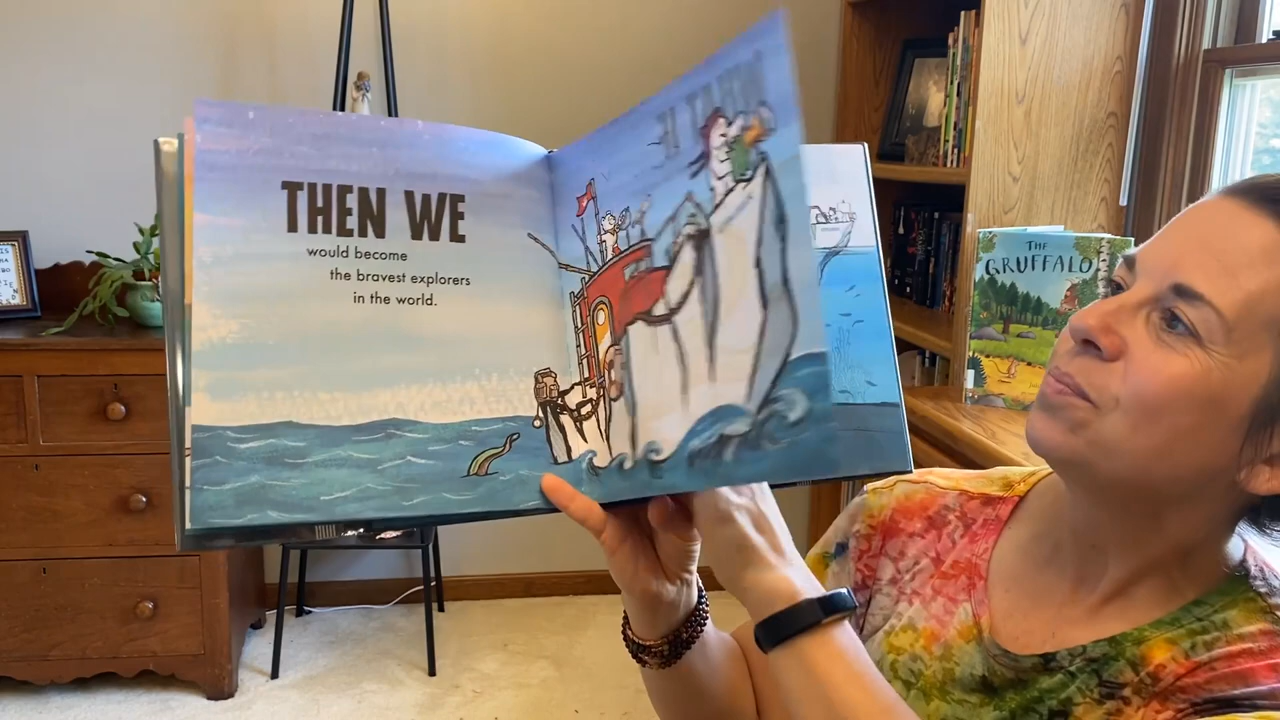 THEN WE
would become
the bravest explorers
in the world.
THE
GRUFFALO